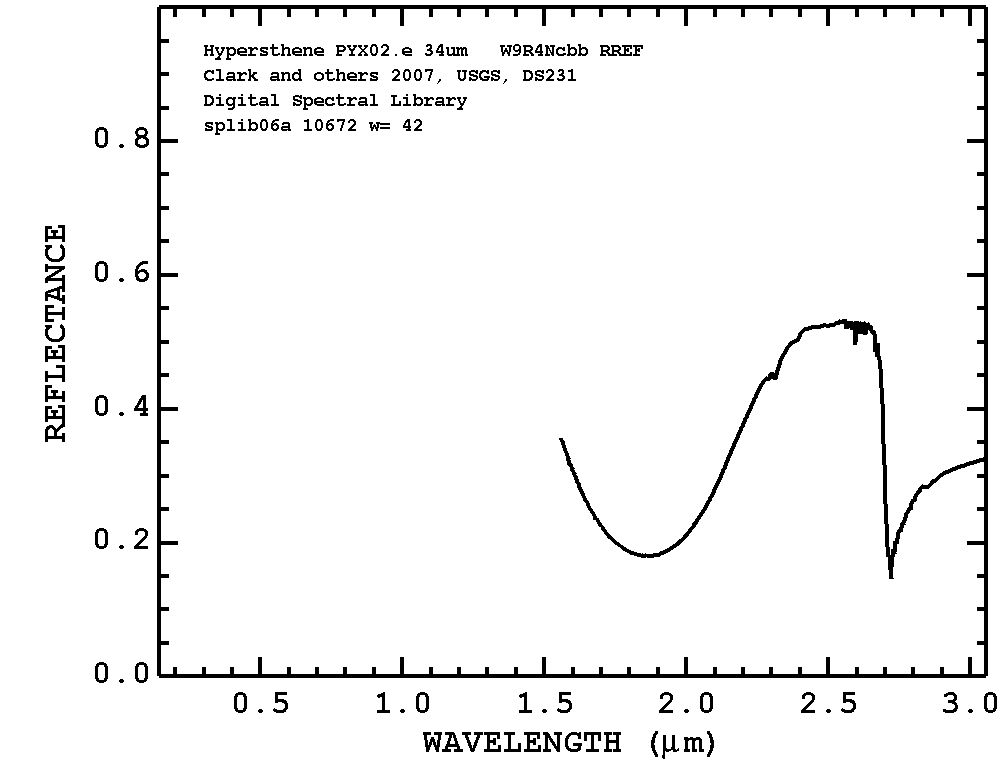 Hypersthene PYX02.e 34um W9R4Ncbb RREF
Clark and others 2007, USGS, DS231
Digital Spectral Library
splib06a 10672 w= 42
0.8
0.6
0.4
0.2
0.0
REFLECTANCE
0.5 1.0 1.5 2.0 2.5 3.0
WAVELENGTH (μm)